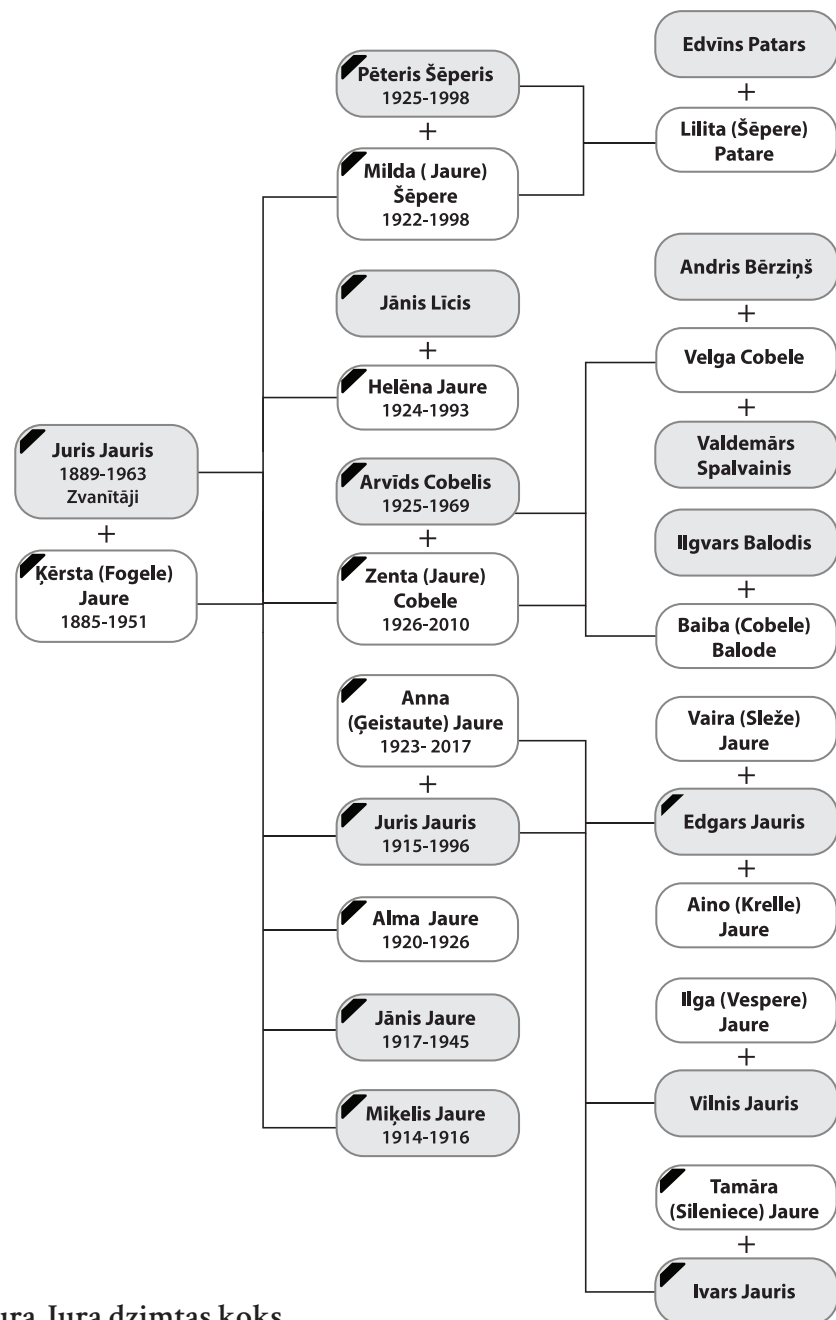 Juris Jauris
1889-1963
Zvanītāji
+
Ķērsta (Fogele)
Jaure
1885-1951
Pēteris Šēperis
1925-1998
+
Milda ( Jaure)
Šēpere
1922-1998
Jānis Līcis
+
Helēna Jaure
1924-1993
Arvīds Cobelis
1925-1969
+
Zenta (Jaure)
Cobele
1926-2010
Anna
(Ģeistaute) Jaure
1923- 2017
+
Juris Jauris
1915-1996
Alma Jaure
1920-1926
Jānis Jaure
1917-1945
Miķelis Jaure
1914-1916
Edvīns Patars
+
Lilita (Šēpere)
Patare
Andris Bērziņš
+
Velga Cobele
+
Valdemārs
Spalvainis
Ilgvars Balodis
+
Baiba (Cobele)
Balode
Vaira (Sleže)
Jaure
+
Edgars Jauris
+
Aino (Krelle)
Jaure
Ilga (Vespere)
Jaure
+
Vilnis Jauris
Tamāra
(Sileniece) Jaure
+
Ivars Jauris
dzimtas koks